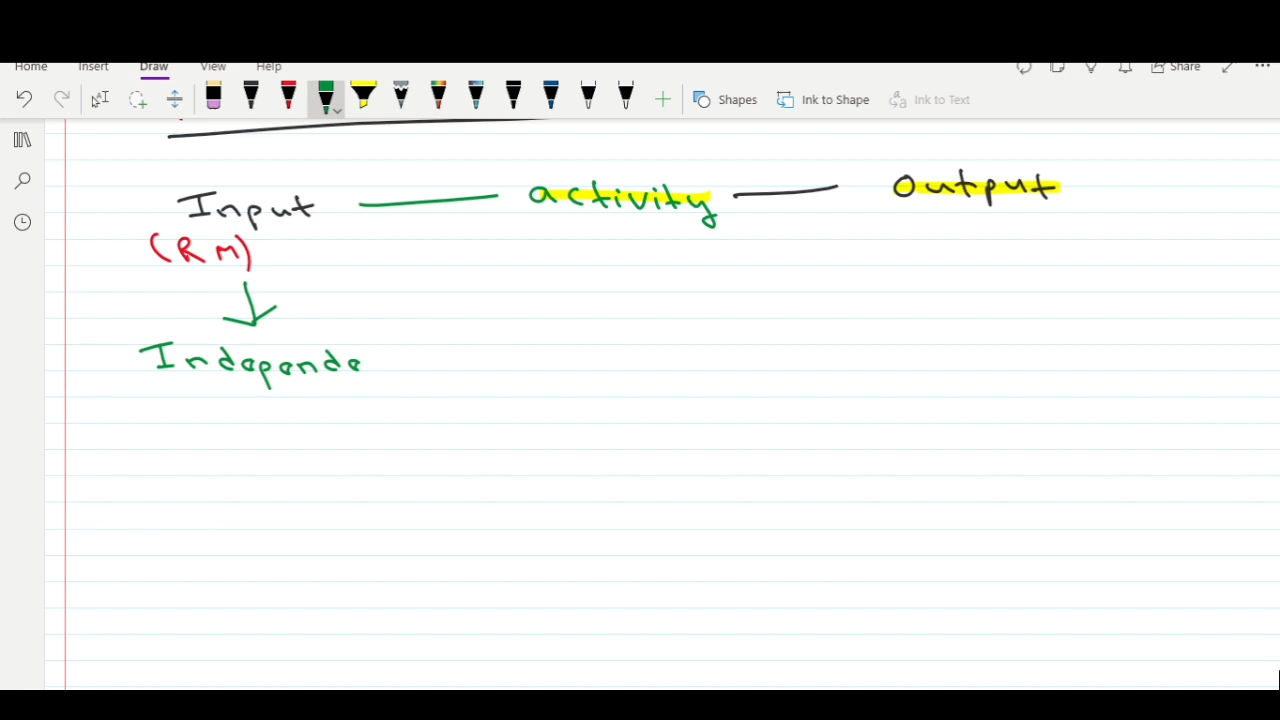 Home Insert Draw View Help Share
Shapes Ink to Shape Ink to Text
Input activity Output
(RM)
Independe